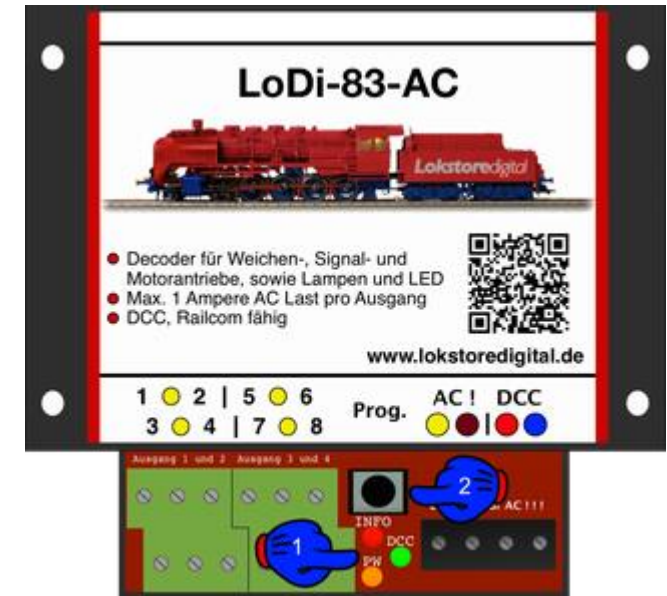 LoDi-83-AC
Lokstoredigital
Decoder für Weichen-, Signal- und
Motorantriebe, sowie Lampen und LED
Max. 1 Ampere AC Last pro Ausgang
DCC, Railcom fähig
www.lokstoredigital.de
1 2 | 5 6
3 4 | 7 8
Prog.
AC ! DCC
|
Ausgang 1 und 2 Ausgang 3 und 4
2
AC !!!
INFO
1
DCC
PW